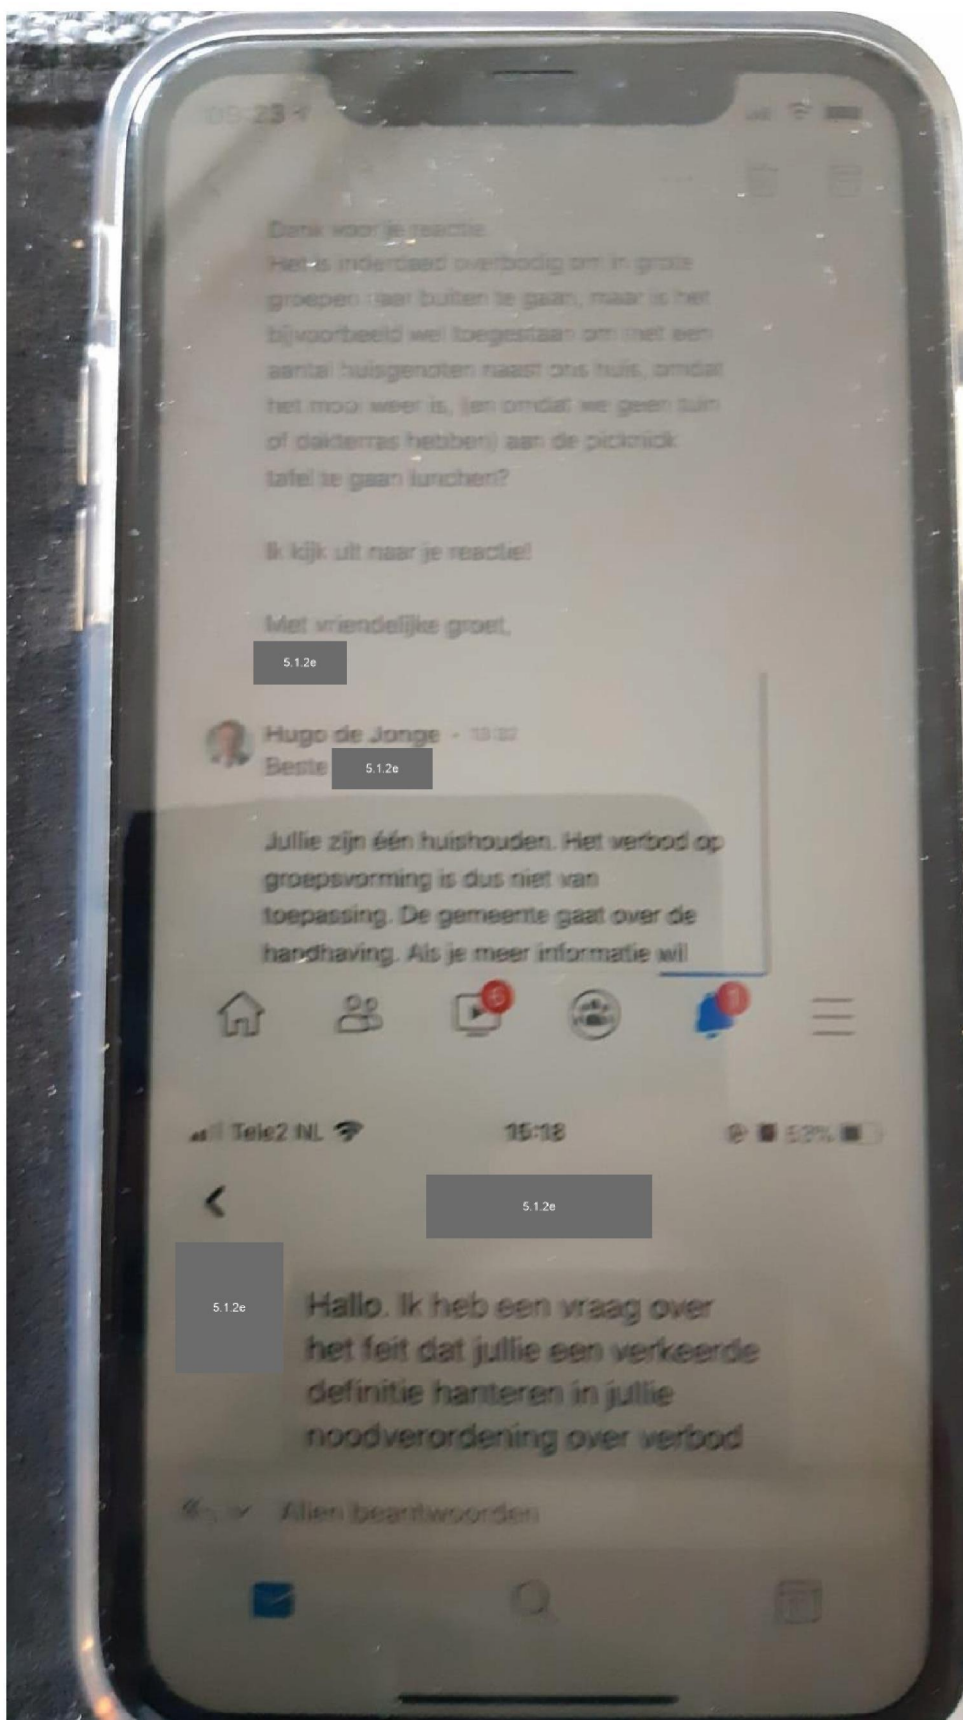 09:23
Dank voor je reactie.
Het is inderdaad overbodig om in grote
groepen naar buiten te gaan, maar is het
bijvoorbeeld wel toegestaan om met een
aantal huisgenoten naast ons huis, omdat
het mooi weer is, (en omdat we geen tuin
of dakterras hebben) aan de picknick
tafel te gaan lunchen?
Ik kijk uit naar je reactie!
Met vriendelijke groet,
5.1.2e
Hugo de Jonge •
Beste 5.1.2e
Jullie zijn één huishouden. Het verbod op
groepsvorming is dus niet van
toepassing. De gemeente gaat over de
handhaving. Als je meer informatie wil
6
1
Tele2 NL 15:18 53%
5.1.2e
5.1.2e
Hallo. Ik heb een vraag over
het feit dat jullie een verkeerde
definitie hanteren in jullie
noodverordening over verbod
Allen beantwoorden